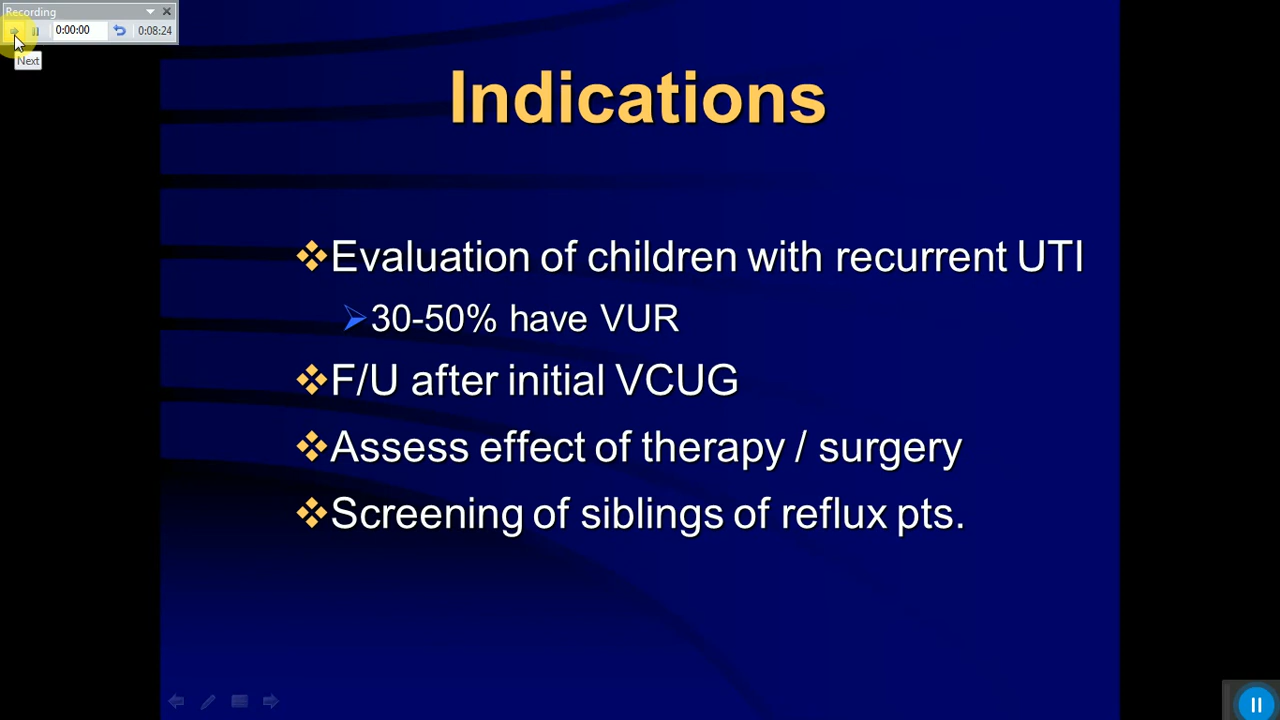 Recording
0:00:00 0:08:24
Next
Indications
Evaluation of children with recurrent UTI
30-50% have VUR
F/U after initial VCUG
Assess effect of therapy / surgery
Screening of siblings of reflux pts.